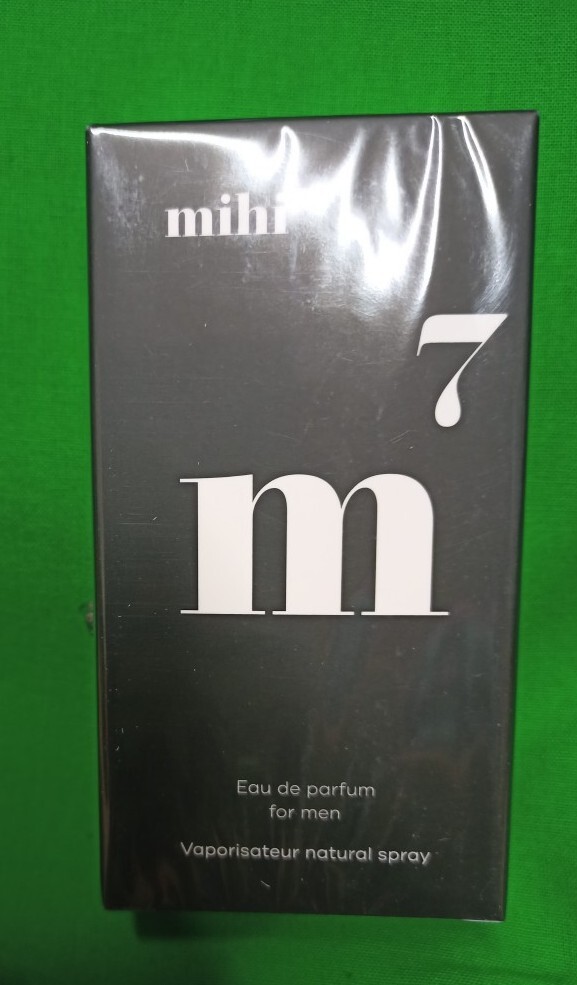 mihi
7
m
Eau de parfum
for men
Vaporisateur natural spray